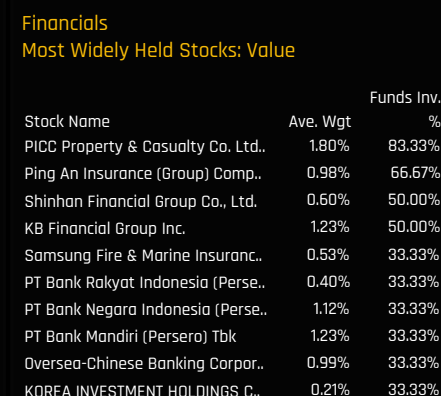 Financials
Most Widely Held Stocks: Value
Funds Inv.
Stock Name Ave. Wgt %
PICC Property & Casualty Co. Ltd.. 1.80% 83.33%
Ping An Insurance (Group) Comp.. 0.98% 66.67%
Shinhan Financial Group Co., Ltd. 0.60% 50.00%
KB Financial Group Inc. 1.23% 50.00%
Samsung Fire & Marine Insuranc.. 0.53% 33.33%
PT Bank Rakyat Indonesia (Perse.. 0.40% 33.33%
PT Bank Negara Indonesia (Perse.. 1.12% 33.33%
PT Bank Mandiri (Persero) Tbk 1.23% 33.33%
Oversea-Chinese Banking Corpor.. 0.99% 33.33%
KOREA INVESTMENT HOLDINGS C.. 0.21% 33.33%